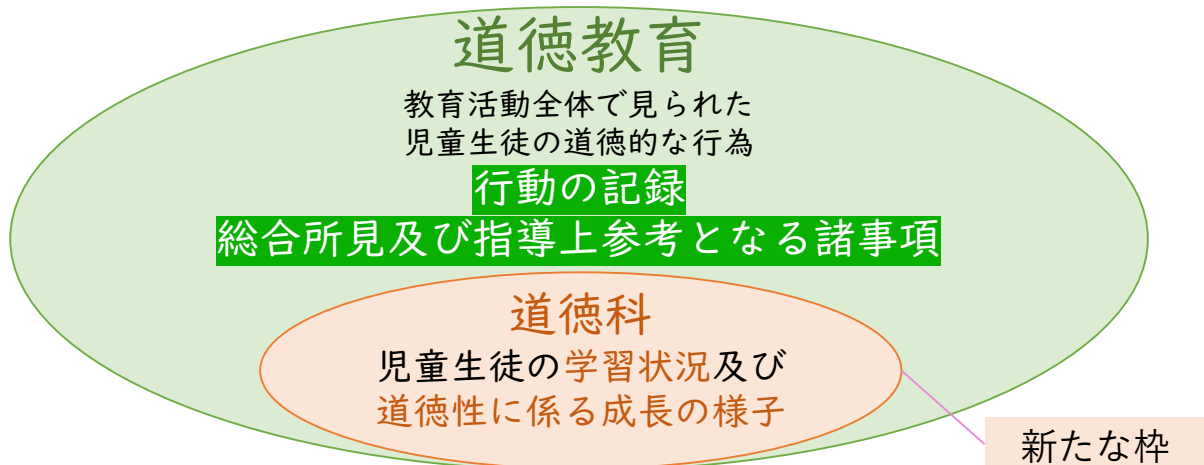 道徳教育
教育活動全体で見られた
児童生徒の道徳的な行為
行動の記録
総合所見及び指導上参考となる諸事項
道徳科
児童生徒の学習状況及び
道徳性に係る成長の様子
新たな枠